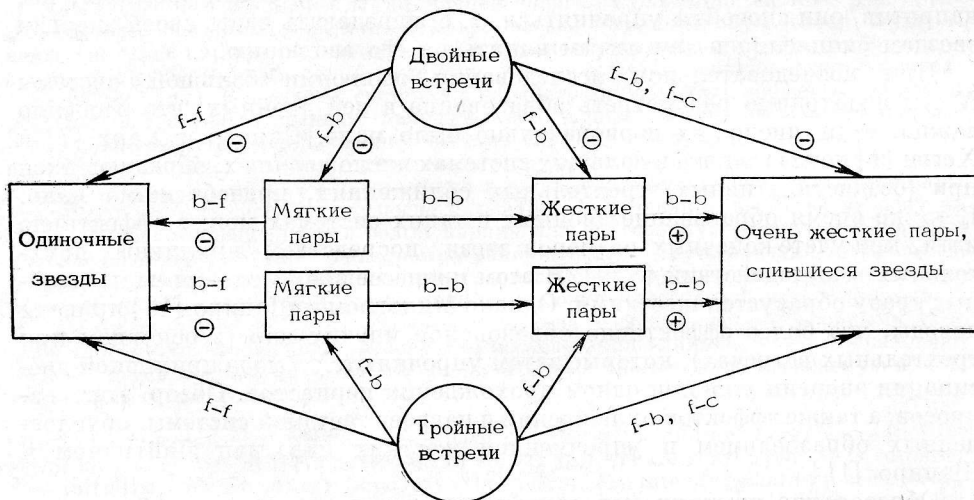 Двойные
встречи
f–f
f–b
f–b
f–b, f–c
⊖
⊖
⊖
⊖
Одиночные
звезды
b–f
⊖
Мягкие
пары
b–b
Жесткие
пары
b–b
⊕
Очень жесткие пары,
слившиеся звезды
b–f
⊖
Мягкие
пары
b–b
Жесткие
пары
b–b
⊕
f–f
f–b
f–b
f–b, f–c
Тройные
встречи